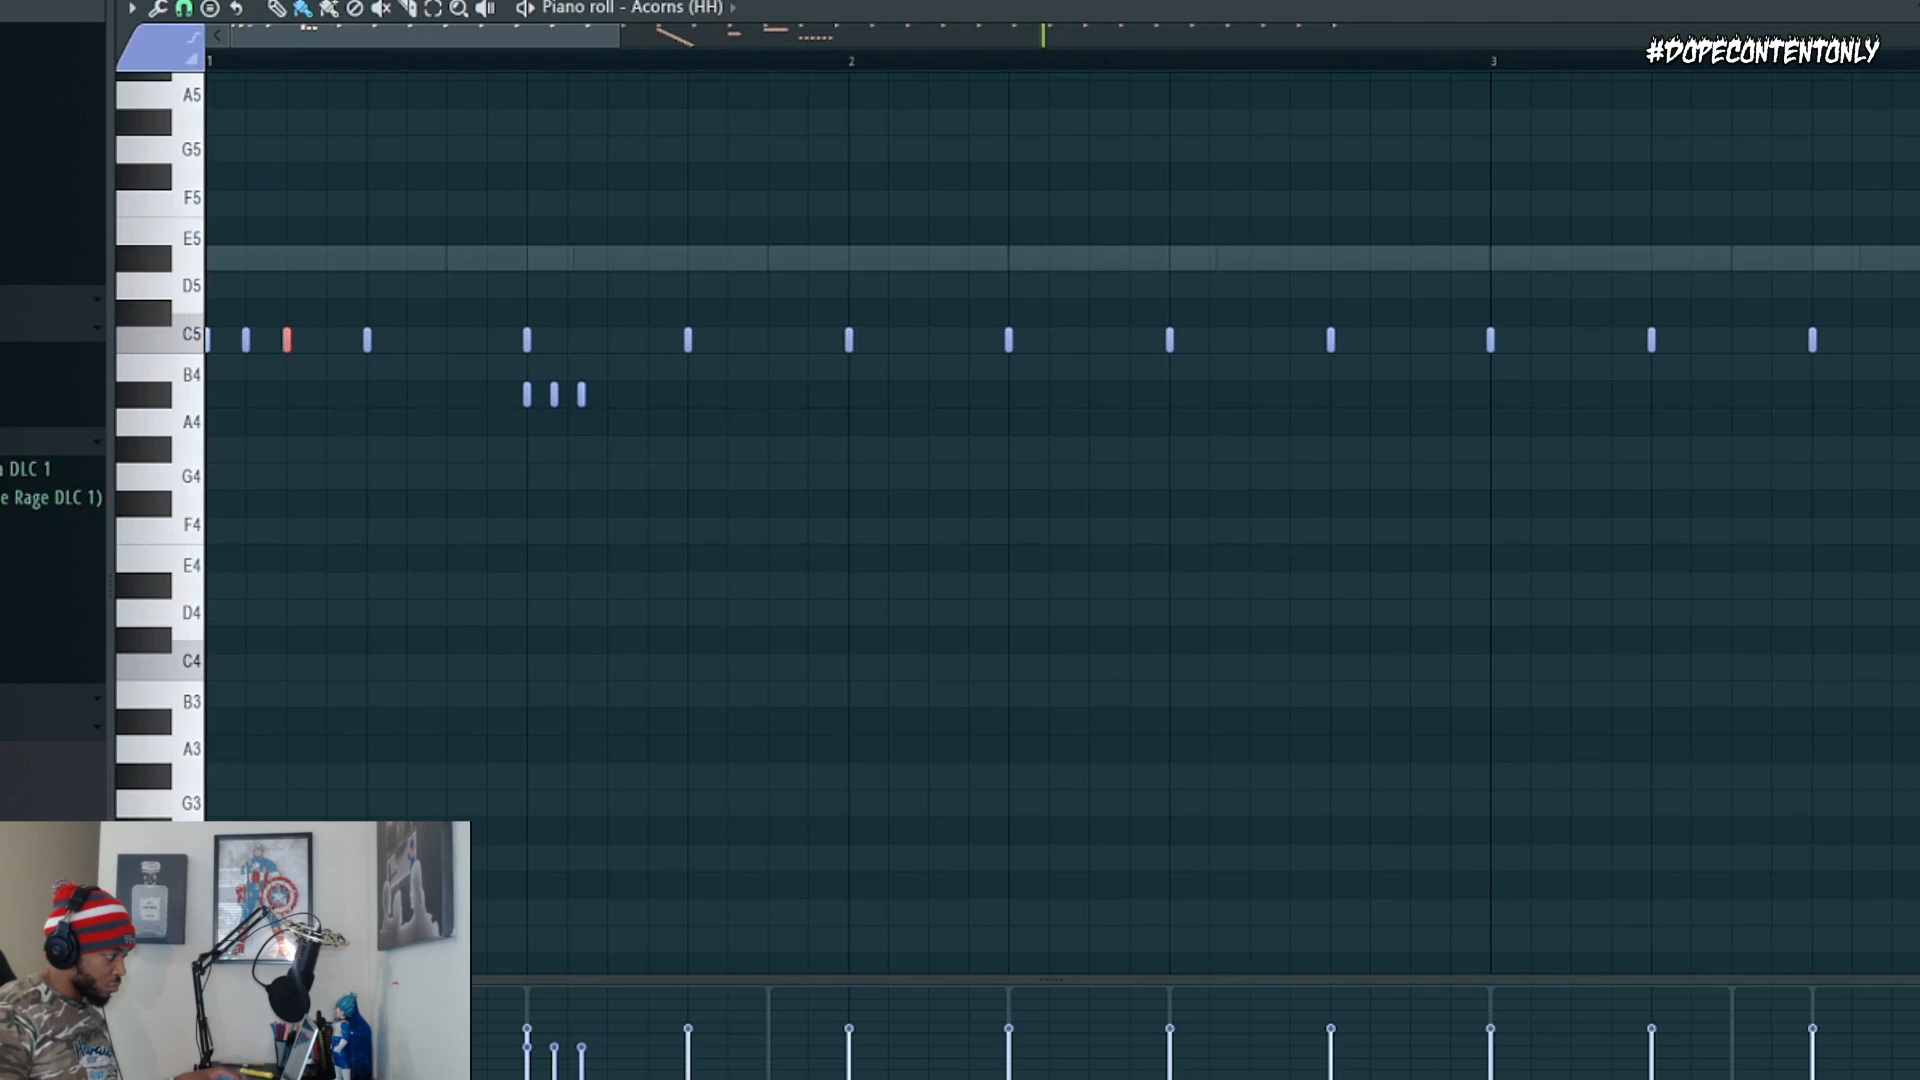 Piano roll - Acorns (HH)
#DOPECONTENTONLY
1 2 3
A5
G5
F5
E5
D5
C5
B4
A4
G4
DLC 1
e Rage DLC 1)
F4
E4
D4
C4
B3
A3
G3